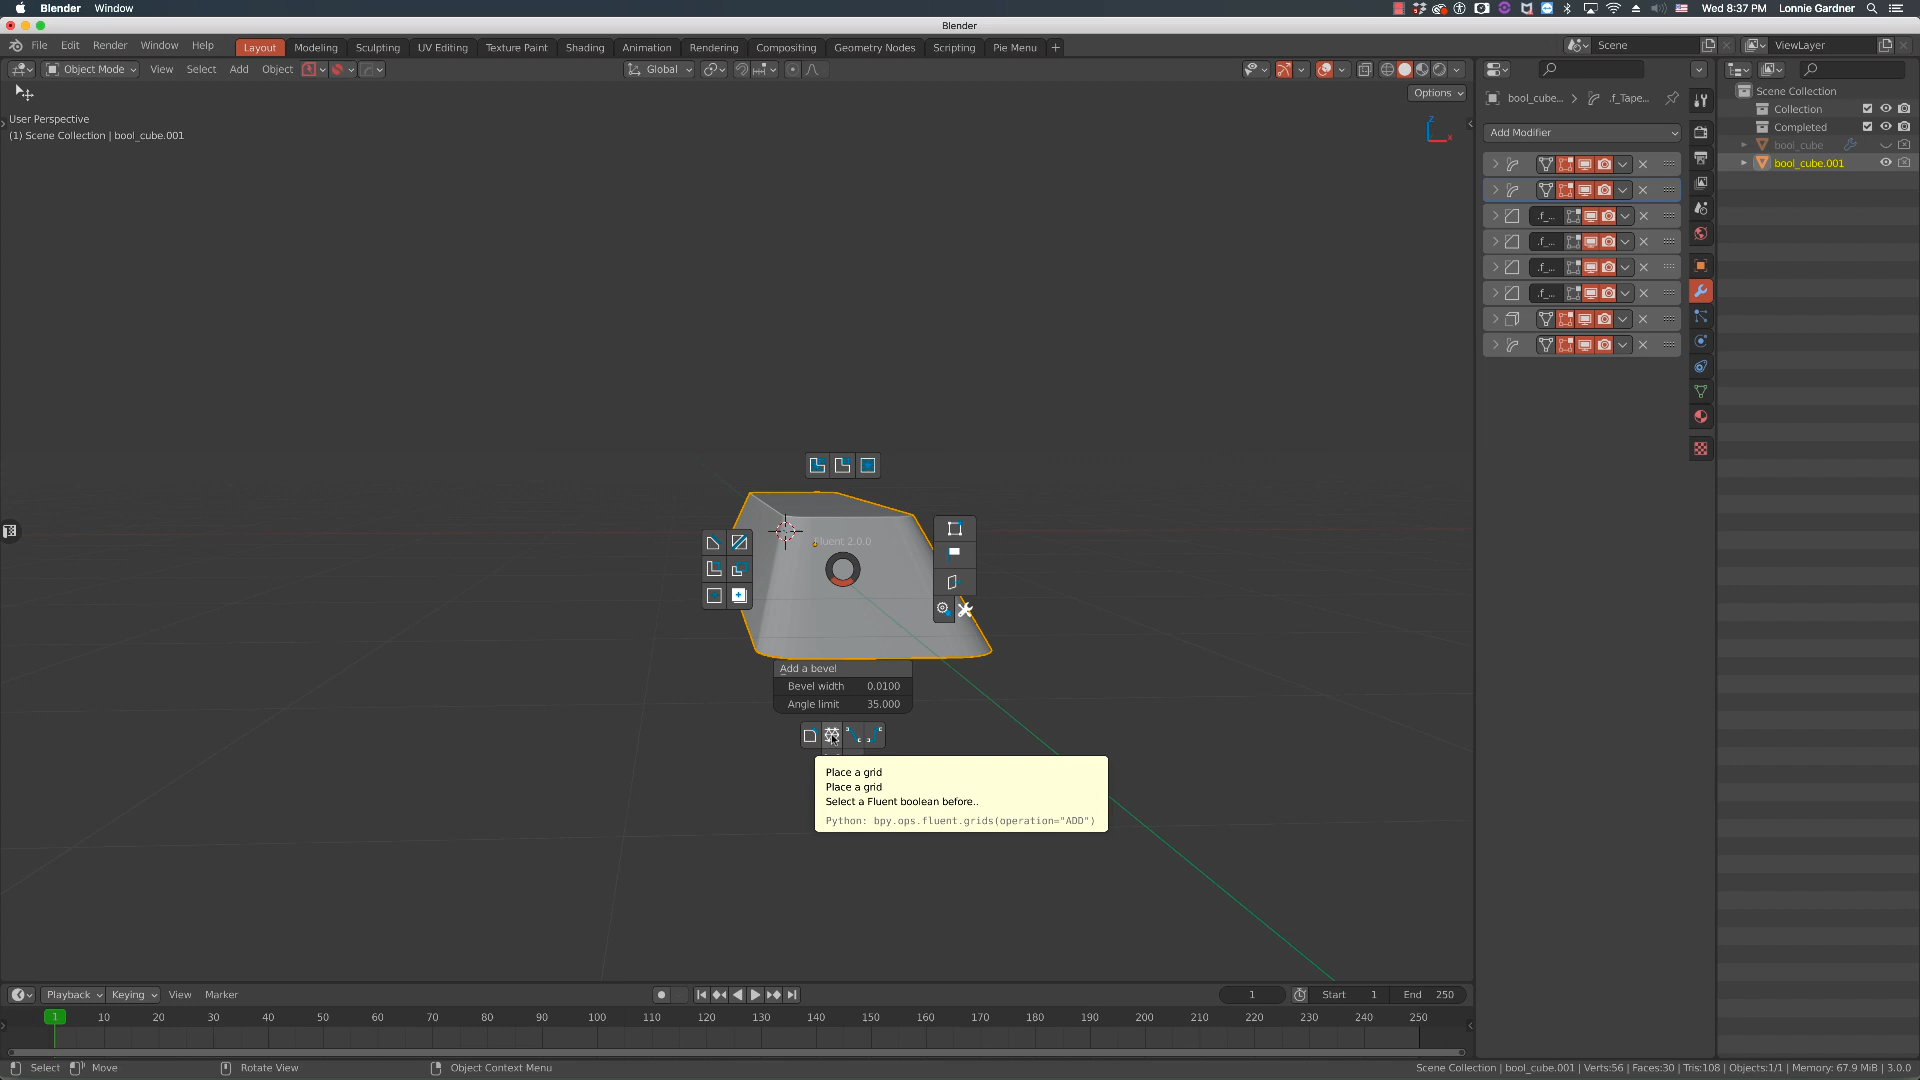 Blender Window
Wed 8:37 PM Lonnie Gardner
Blender
File Edit Render Window Help
Layout Modeling Sculpting UV Editing Texture Paint Shading Animation Rendering Compositing Geometry Nodes Scripting Pie Menu +
Scene
ViewLayer
Object Mode View Select Add Object
Global
Options
User Perspective
(1) Scene Collection | bool_cube.001
Z
X
bool_cube... .f_Tape...
Add Modifier
.f_...
.f_...
.f_...
.f_...
Scene Collection
Collection
Completed
bool_cube
bool_cube.001
Fluent 2.0.0
Add a bevel
Bevel width 0.0100
Angle limit 35.000
Place a grid
Place a grid
Select a Fluent boolean before..
Python: bpy.ops.fluent.grids(operation="ADD")
Playback Keying View Marker
1 Start 1 End 250
1 10 20 30 40 50 60 70 80 90 100 110 120 130 140 150 160 170 180 190 200 210 220 230 240 250
Select Move Rotate View Object Context Menu
Scene Collection | bool_cube.001 | Verts:56 | Faces:30 | Tris:108 | Objects:1/1 | Memory: 67.9 MiB | 3.0.0